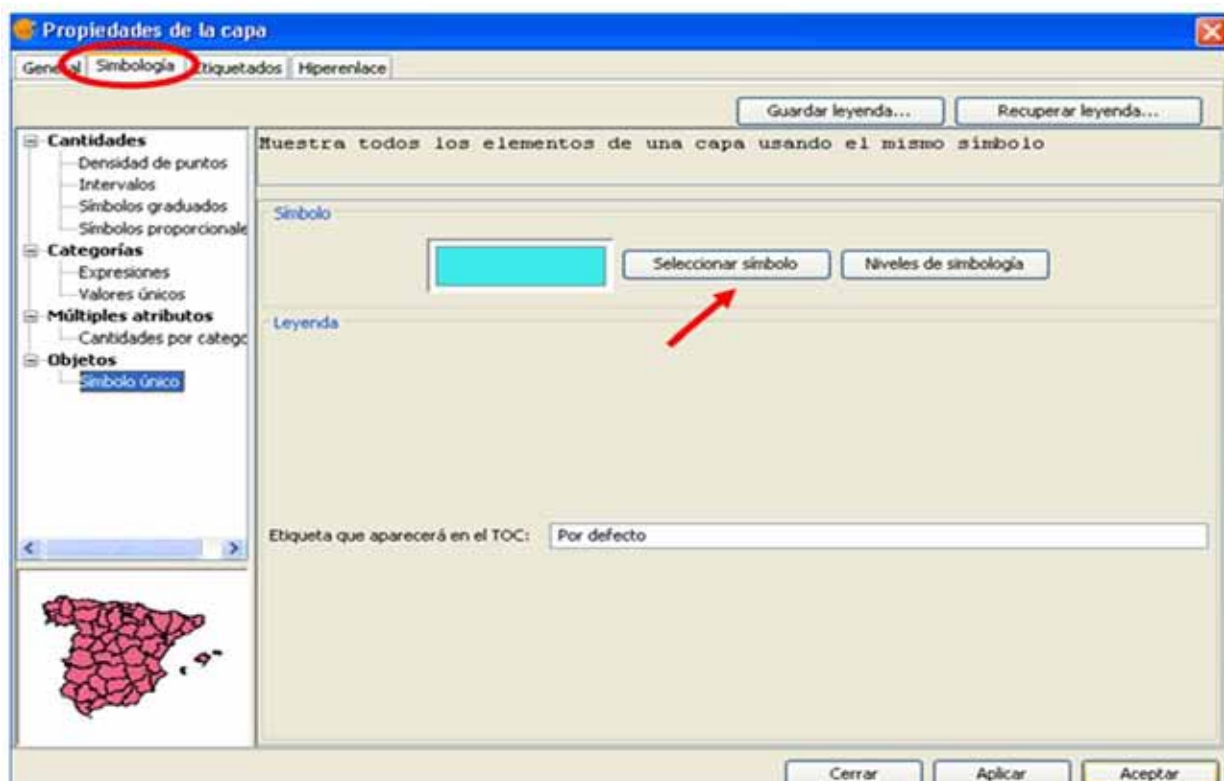 Propiedades de la capa
General Simbología Etiquetados Hiperenlace
Guardar leyenda... Recuperar leyenda...
Cantidades
Densidad de puntos
Intervalos
Símbolos graduados
Símbolos proporcionale
Categorías
Expresiones
Valores únicos
Múltiples atributos
Cantidades por catego
Objetos
Símbolo único
Muestra todos los elementos de una capa usando el mismo símbolo
Símbolo
Seleccionar símbolo Niveles de simbología
Leyenda
Etiqueta que aparecerá en el TOC: Por defecto
Cerrar Aplicar Aceptar